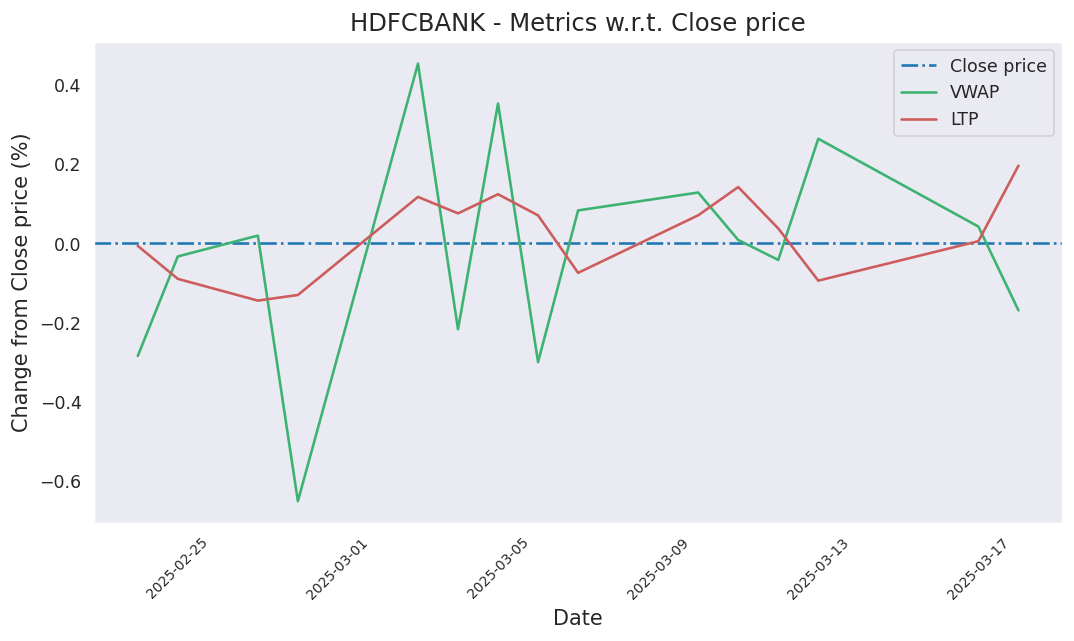 HDFCBANK - Metrics w.r.t. Close price
Close price
VWAP
LTP
Change from Close price (%)
0.4
0.2
0.0
−0.2
−0.4
−0.6
2025-02-25
2025-03-01
2025-03-05
2025-03-09
2025-03-13
2025-03-17
Date